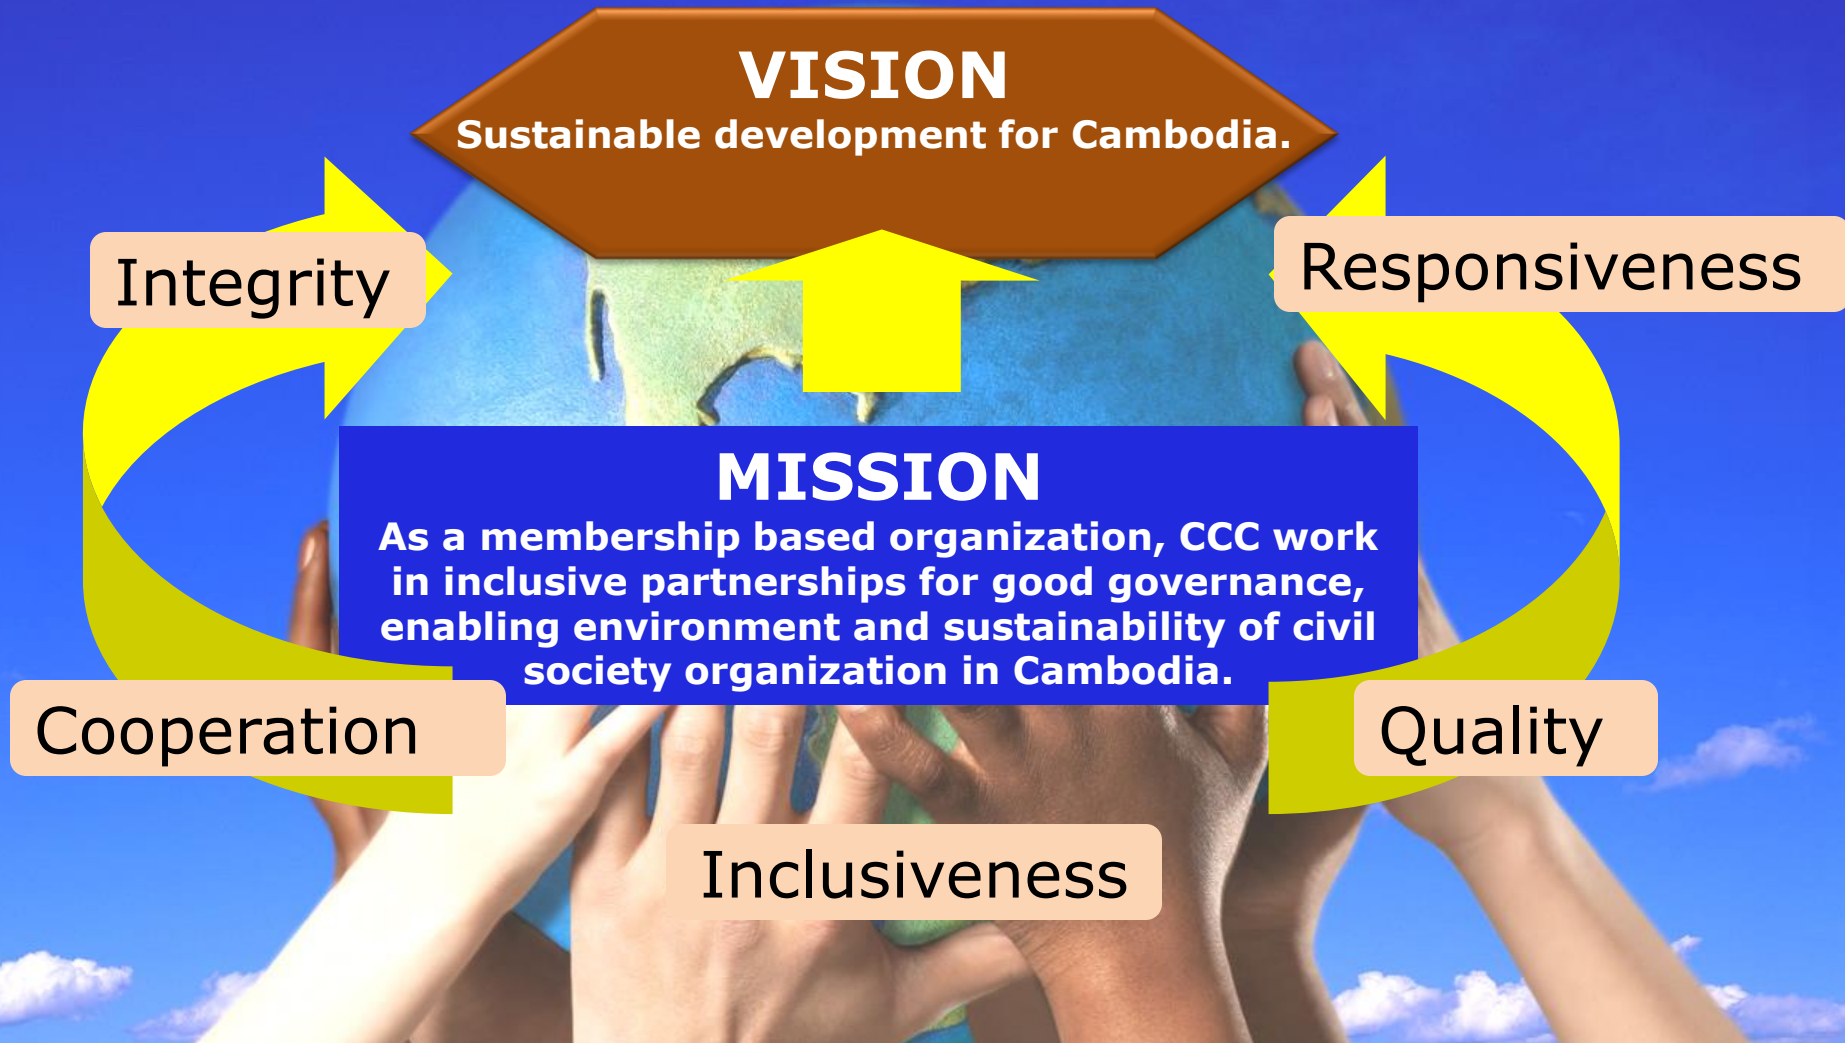 VISION
Sustainable development for Cambodia.
Integrity
Responsiveness
MISSION
As a membership based organization, CCC work
in inclusive partnerships for good governance,
enabling environment and sustainability of civil
society organization in Cambodia.
Cooperation
Quality
Inclusiveness